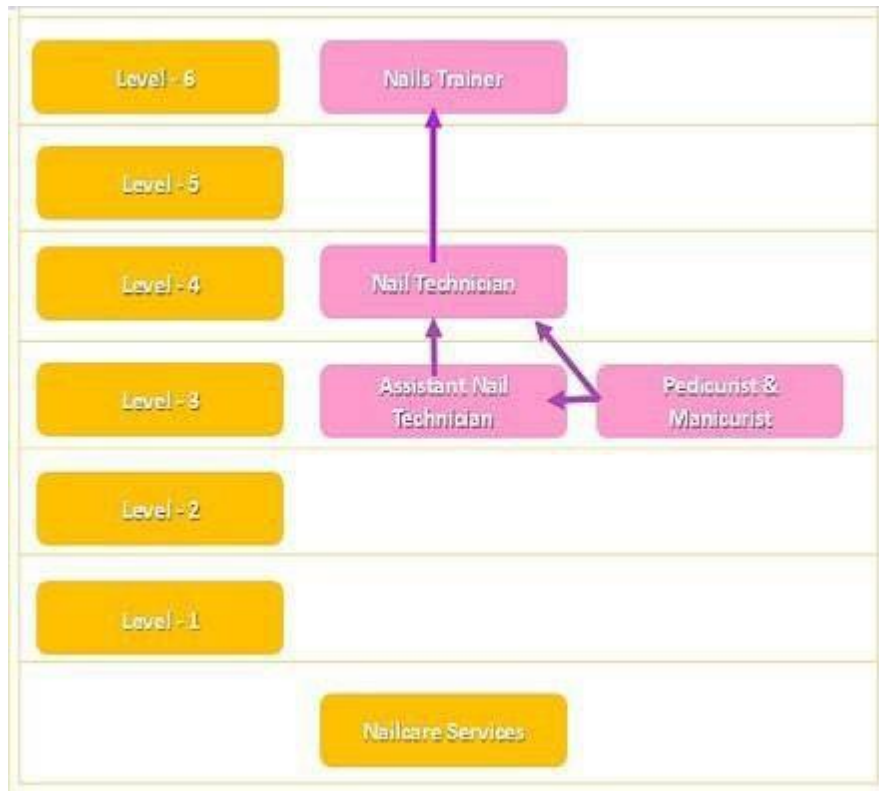 Level - 6
Nails Trainer
Level - 5
Level - 4
Nail Technician
Level - 3
Assistant Nail
Technician
Pedicurist &
Manicurist
Level - 2
Level - 1
Nailcare Services